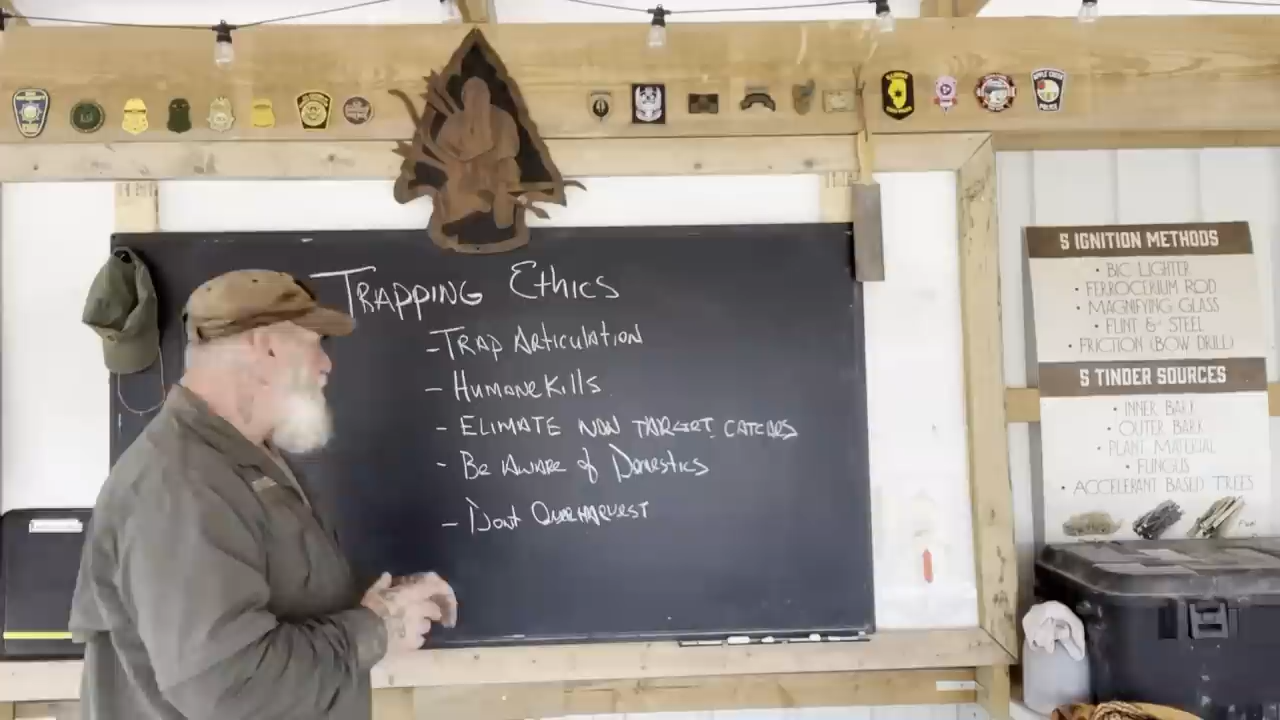 TRAPPING Ethics
- TRAP ARTICULATION
- HUMANE KILLS
- ELIMATE NON TARGET CATCHES
- Be AWARE of Domestics
- Dont OVERHARVEST
5 IGNITION METHODS
• BIC LIGHTER
• FERROCERIUM ROD
• MAGNIFYING GLASS
• FLINT & STEEL
• FRICTION (BOW DRILL)
5 TINDER SOURCES
• INNER BARK
• OUTER BARK
• PLANT MATERIAL
• FUNGUS
• ACCELERANT BASED TREES